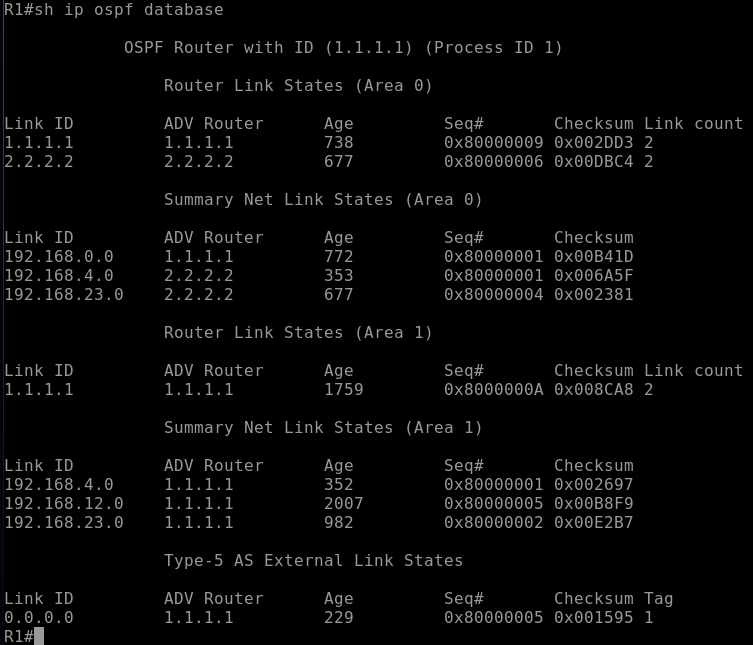 R1#sh ip ospf database
OSPF Router with ID (1.1.1.1) (Process ID 1)
Router Link States (Area 0)
Link ID ADV Router Age Seq# Checksum Link count
1.1.1.1 1.1.1.1 738 0x80000009 0x002DD3 2
2.2.2.2 2.2.2.2 677 0x80000006 0x00DBC4 2
Summary Net Link States (Area 0)
Link ID ADV Router Age Seq# Checksum
192.168.0.0 1.1.1.1 772 0x80000001 0x00B41D
192.168.4.0 2.2.2.2 353 0x80000001 0x006A5F
192.168.23.0 2.2.2.2 677 0x80000004 0x002381
Router Link States (Area 1)
Link ID ADV Router Age Seq# Checksum Link count
1.1.1.1 1.1.1.1 1759 0x8000000A 0x008CA8 2
Summary Net Link States (Area 1)
Link ID ADV Router Age Seq# Checksum
192.168.4.0 1.1.1.1 352 0x80000001 0x002697
192.168.12.0 1.1.1.1 2007 0x80000005 0x00B8F9
192.168.23.0 1.1.1.1 982 0x80000002 0x00E2B7
Type-5 AS External Link States
Link ID ADV Router Age Seq# Checksum Tag
0.0.0.0 1.1.1.1 229 0x80000005 0x001595 1
R1#